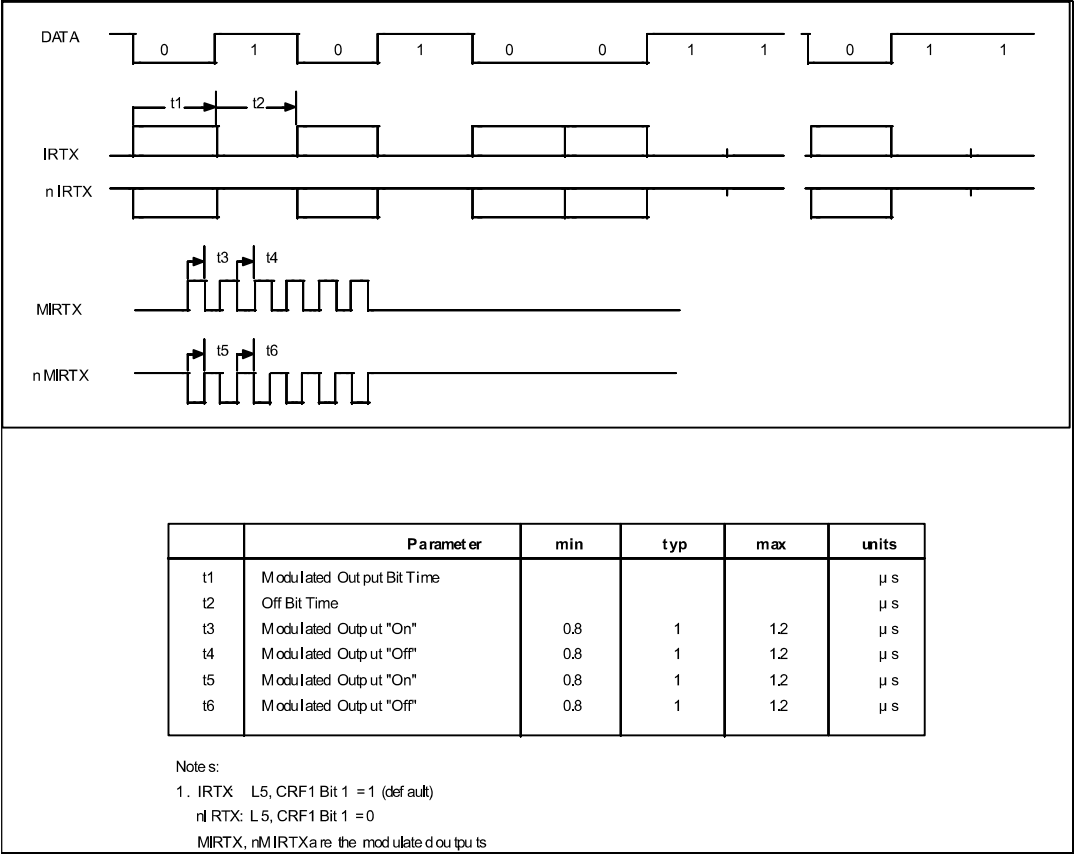 DATA 0 1 0 1 0 0 1 1 0 1 1
t1 t2
IRTX
nIRTX
t3 t4
MIRTX
t5 t6
nMIRTX
Parameter min typ max units
t1 Modulated Output Bit Time µs
t2 Off Bit Time µs
t3 Modulated Output "On" 0.8 1 1.2 µs
t4 Modulated Output "Off" 0.8 1 1.2 µs
t5 Modulated Output "On" 0.8 1 1.2 µs
t6 Modulated Output "Off" 0.8 1 1.2 µs
Notes:
1. IRTX: L5, CRF1 Bit 1 = 1 (default)
nIRTX: L5, CRF1 Bit 1 = 0
MIRTX, nMIRTX are the modulated outputs